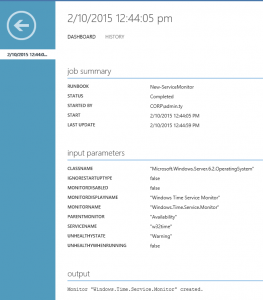 2/10/2015 12:44:05 pm
2/10/2015 12:44:0...
DASHBOARD HISTORY
job summary
RUNBOOK New-ServiceMonitor
STATUS Completed
STARTED BY CORP\admin.ty
START 2/10/2015 12:44:05 PM
LAST UPDATE 2/10/2015 12:44:59 PM
input parameters
CLASSNAME "Microsoft.Windows.Server.6.2.OperatingSystem"
IGNORESTARTUPTYPE false
MONITORDISABLED false
MONITORDISPLAYNAME "Windows Time Service Monitor"
MONITORNAME "Windows.Time.Service.Monitor"
PARENTMONITOR "Availability"
SERVICENAME "w32time"
UNHEALTHYSTATE "Warning"
UNHEALTHYWHENRUNNING false
output
Monitor "Windows.Time.Service.Monitor" created.